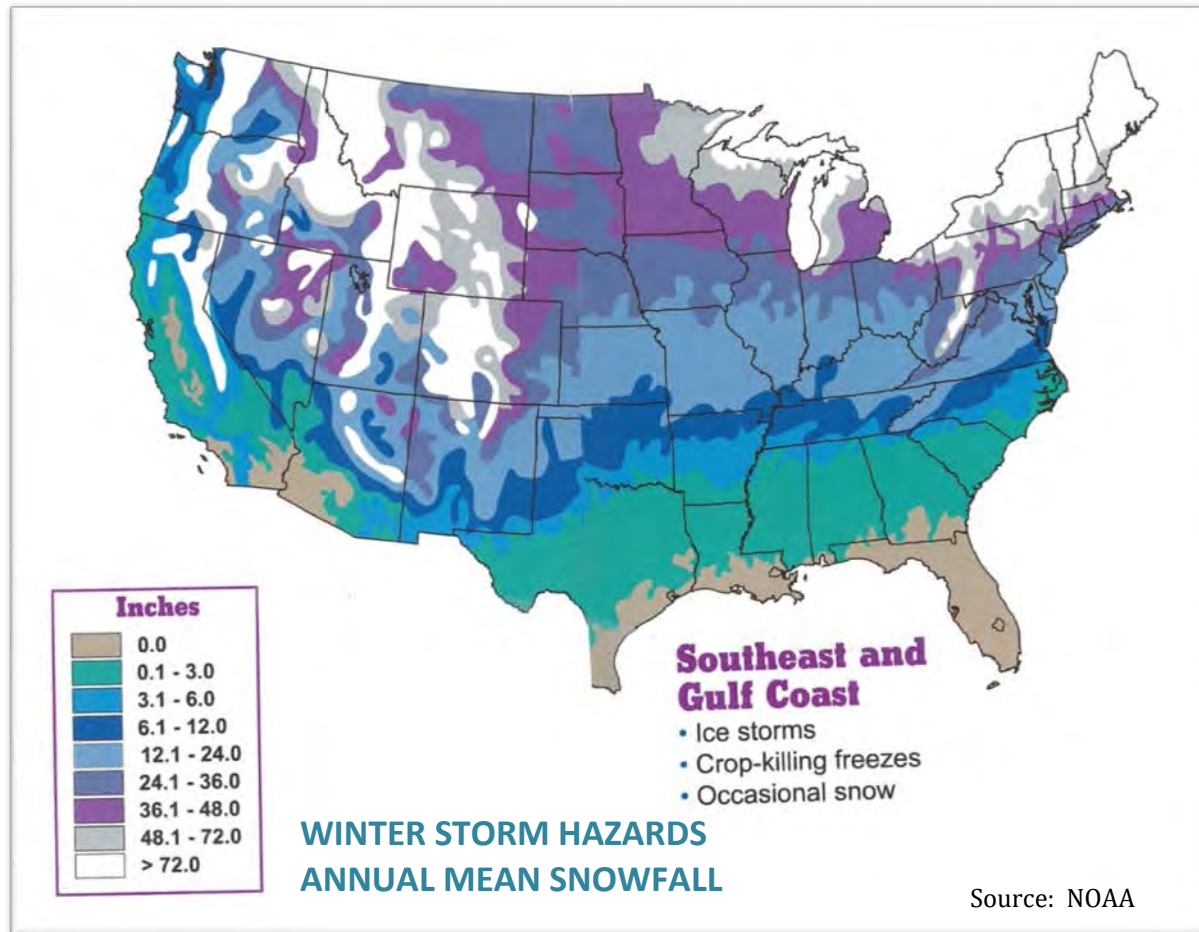 Inches
0.0
0.1 - 3.0
3.1 - 6.0
6.1 - 12.0
12.1 - 24.0
24.1 - 36.0
36.1 - 48.0
48.1 - 72.0
> 72.0
Southeast and
Gulf Coast
• Ice storms
• Crop-killing freezes
• Occasional snow
WINTER STORM HAZARDS
ANNUAL MEAN SNOWFALL
Source: NOAA